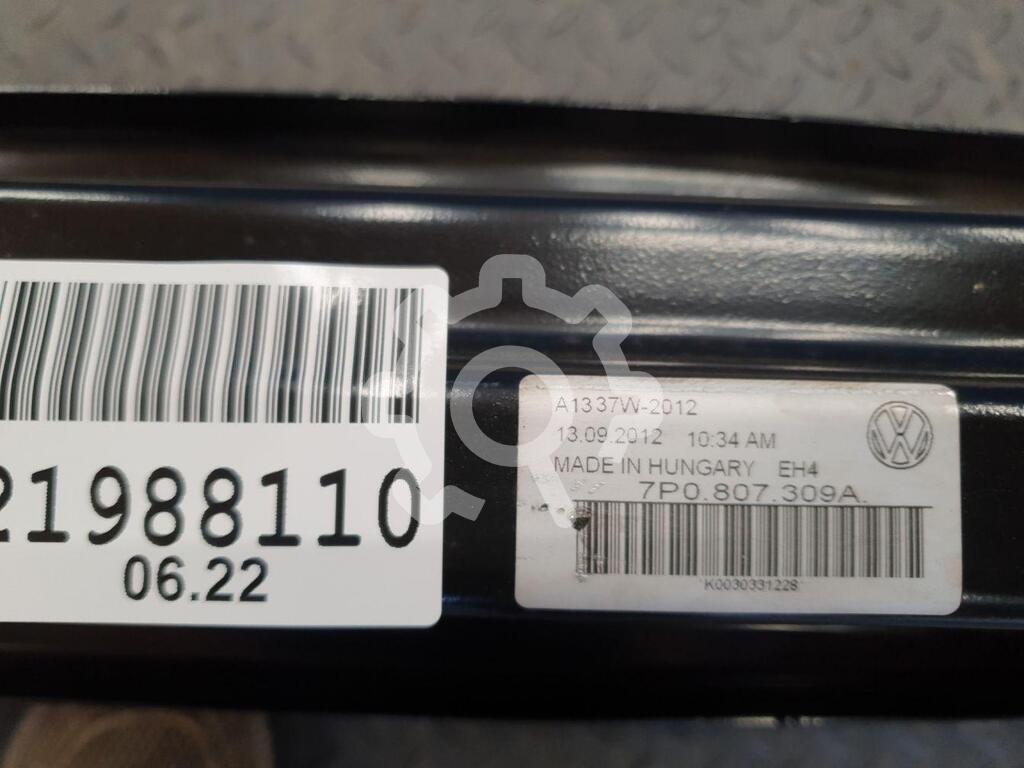 21988110
06.22
A1337W-2012
13.09.2012 10:34 AM
MADE IN HUNGARY EH4
7P0.807.309A.
*K0030331228*